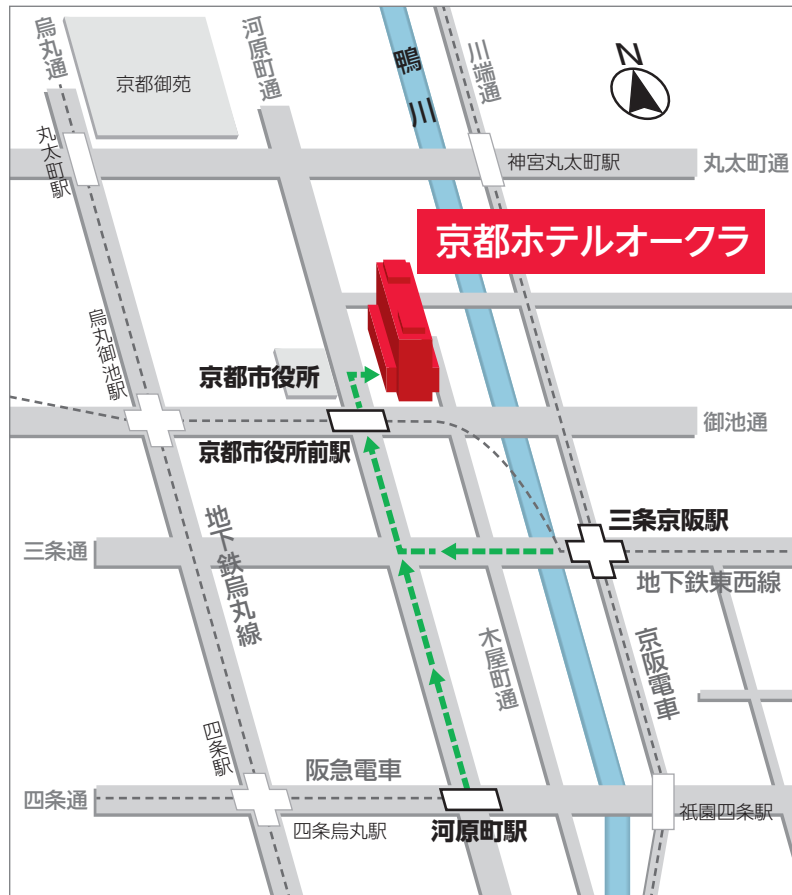 烏丸通
京都御苑
河原町通
鴨川
川端通
N
丸太町駅
神宮丸太町駅
丸太町通
京都ホテルオークラ
烏丸御池駅
京都市役所
御池通
京都市役所前駅
三条京阪駅
地下鉄烏丸線
三条通
地下鉄東西線
木屋町通
京阪電車
四条駅
阪急電車
四条通
四条烏丸駅
河原町駅
祇園四条駅